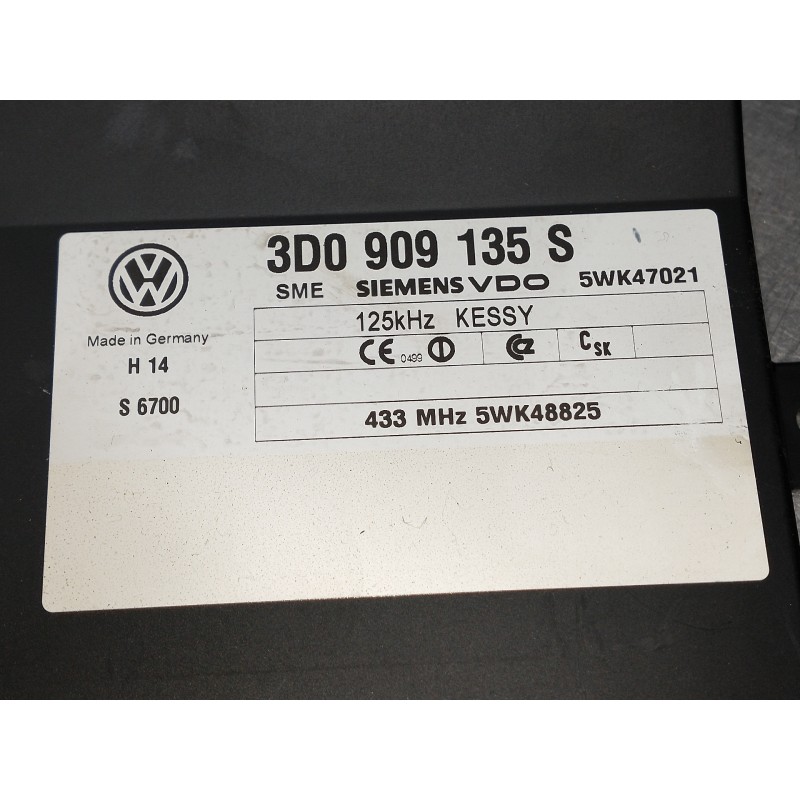 3D0 909 135 S
SME SIEMENS VDO 5WK47021
Made in Germany
H 14
S 6700
125kHz KESSY
CE 0499
CSK
433 MHz 5WK48825